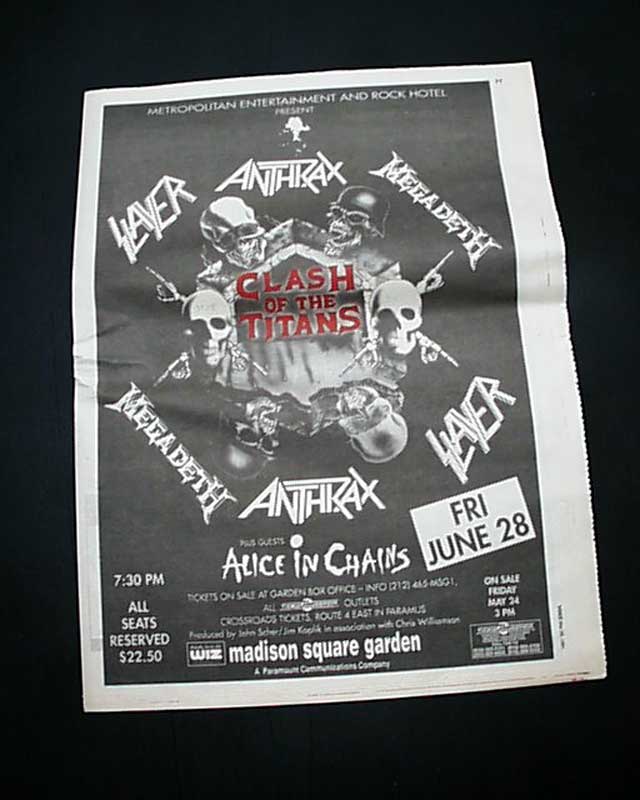 METROPOLITAN ENTERTAINMENT AND ROCK HOTEL
PRESENT
SLAYER
ANTHRAX
MEGADETH
CLASH
OF THE
TITANS
MEGADETH
ANTHRAX
SLAYER
PLUS GUESTS
ALICE IN CHAINS
FRI
JUNE 28
7:30 PM
ALL
SEATS
RESERVED
$22.50
TICKETS ON SALE AT GARDEN BOX OFFICE – INFO (212) 465-MSG1,
ALL OUTLETS
CROSSROADS TICKETS, ROUTE 4 EAST IN PARAMUS
Produced by John Scher/Jim Koplik in association with Chris Williamson
WIZ madison square garden
A Paramount Communications Company
ON SALE
FRIDAY
MAY 24
3 PM